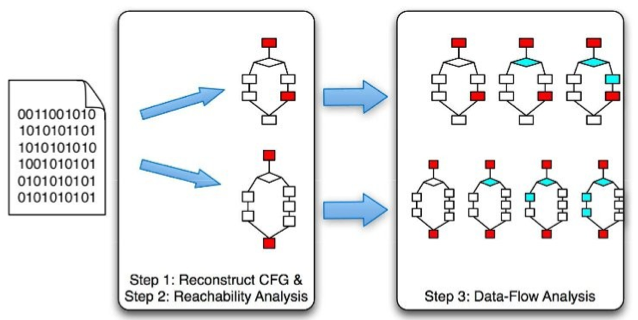 0011001010
1010101101
1010101010
1001010101
0101010101
0101010101
Step 1: Reconstruct CFG &
Step 2: Reachability Analysis
Step 3: Data-Flow Analysis